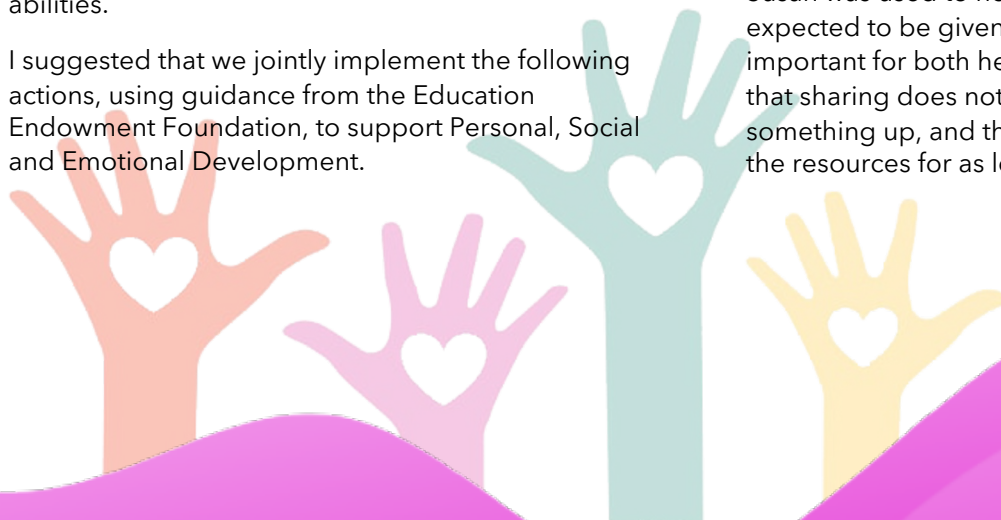 abilities.
I suggested that we jointly implement the following
actions, using guidance from the Education
Endowment Foundation, to support Personal, Social
and Emotional Development.
expected to be given
important for both
that sharing does not
something up, and
the resources for as